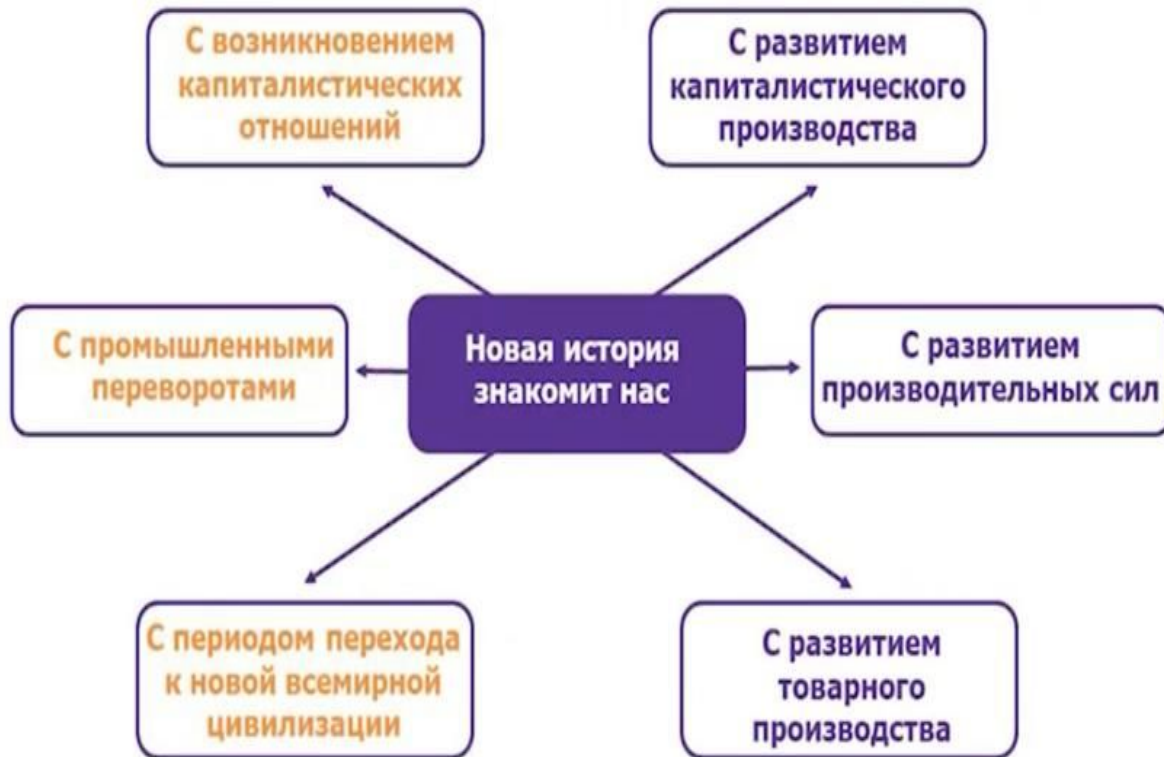 С возникновением
капиталистических
отношений
С развитием
капиталистического
производства
С промышленными
переворотами
Новая история
знакомит нас
С развитием
производительных сил
С периодом перехода
к новой всемирной
цивилизации
С развитием
товарного
производства